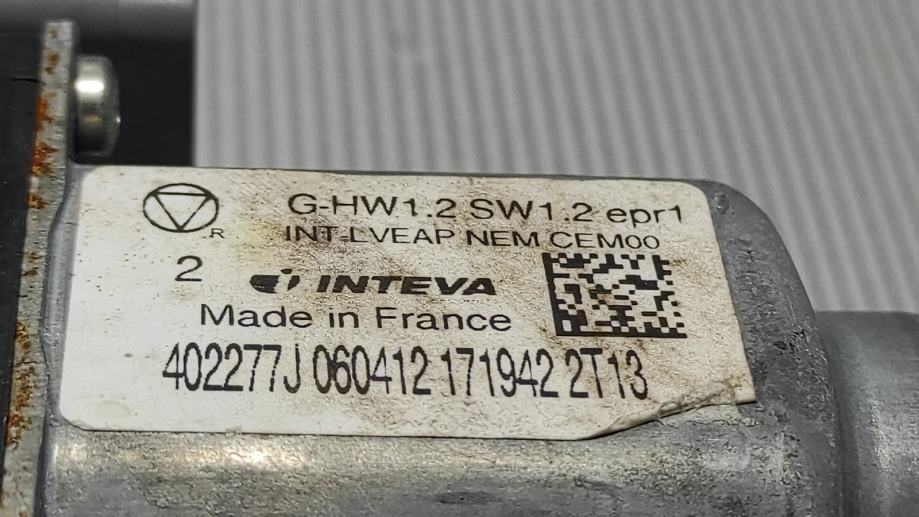 G-HW1.2 SW1.2 epr1
INT-LVEAP NEM CEM00
R
2 INTEVA
Made in France
402277J 060412 171942 2T13